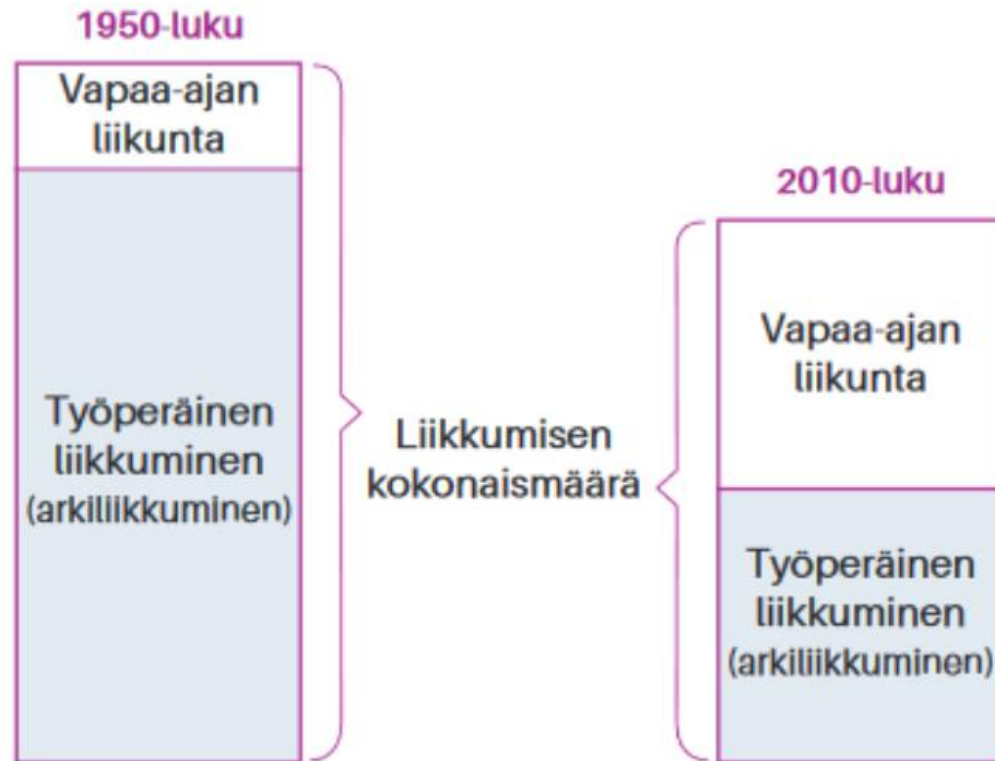 1950-luku
Vapaa-ajan
liikunta
Työperäinen
liikkuminen
(arkiliikkuminen)
Liikkumisen
kokonaismäärä
2010-luku
Vapaa-ajan
liikunta
Työperäinen
liikkuminen
(arkiliikkuminen)